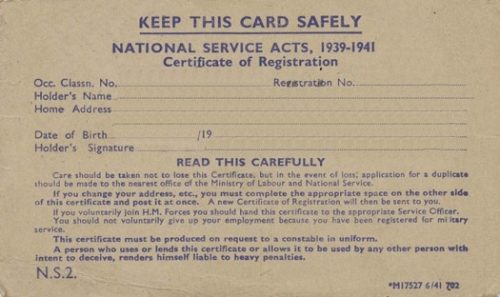 KEEP THIS CARD SAFELY
NATIONAL SERVICE ACTS, 1939-1941
Certificate of Registration
Occ. Classn. No. Registration No.
Holder's Name
Home Address
Date of Birth /19
Holder's Signature
READ THIS CAREFULLY
Care should be taken not to lose this Certificate, but in the event of loss, application for a duplicate
should be made to the nearest office of the Ministry of Labour and National Service.
If you change your address, etc., you must complete the appropriate space on the other side
of this certificate and post it at once. A new Certificate of Registration will then be sent to you.
If you voluntarily join H.M. Forces you should hand this certificate to the appropriate Service Officer.
You should not voluntarily give up your employment because you have been registered for military
service.
This certificate must be produced on request to a constable in uniform.
A person who uses or lends this certificate or allows it to be used by any other person with
intent to deceive, renders himself liable to heavy penalties.
N.S.2.
*M17527 6/41 702